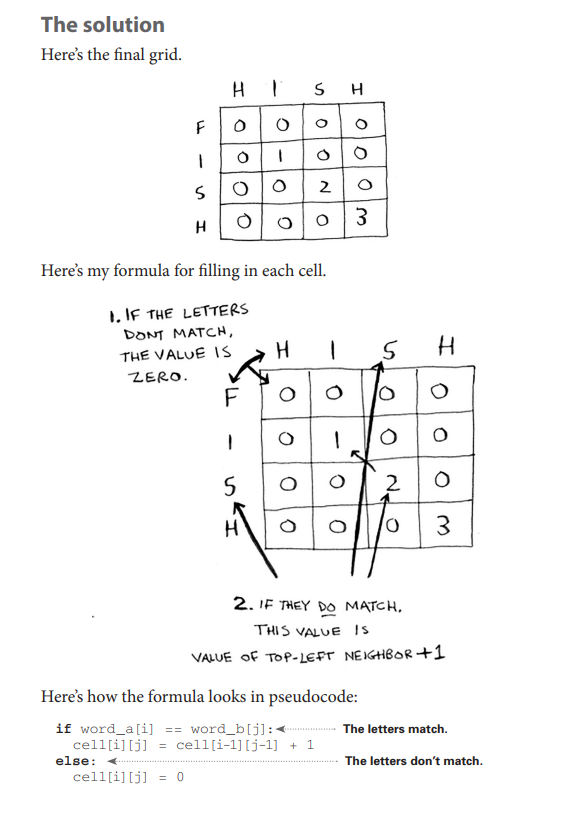 The solution
Here's the final grid.
H I S H
F 0 0 0 0
I 0 1 0 0
S 0 0 2 0
H 0 0 0 3
Here's my formula for filling in each cell.
1. IF THE LETTERS
DONT MATCH,
THE VALUE IS
ZERO.
H I S H
F 0 0 0 0
I 0 1 0 0
S 0 0 2 0
H 0 0 0 3
2. IF THEY DO MATCH,
THIS VALUE IS
VALUE OF TOP-LEFT NEIGHBOR +1
Here's how the formula looks in pseudocode:
if word_a[i] == word_b[j]: The letters match.
cell[i][j] = cell[i-1][j-1] + 1
else: The letters don't match.
cell[i][j] = 0